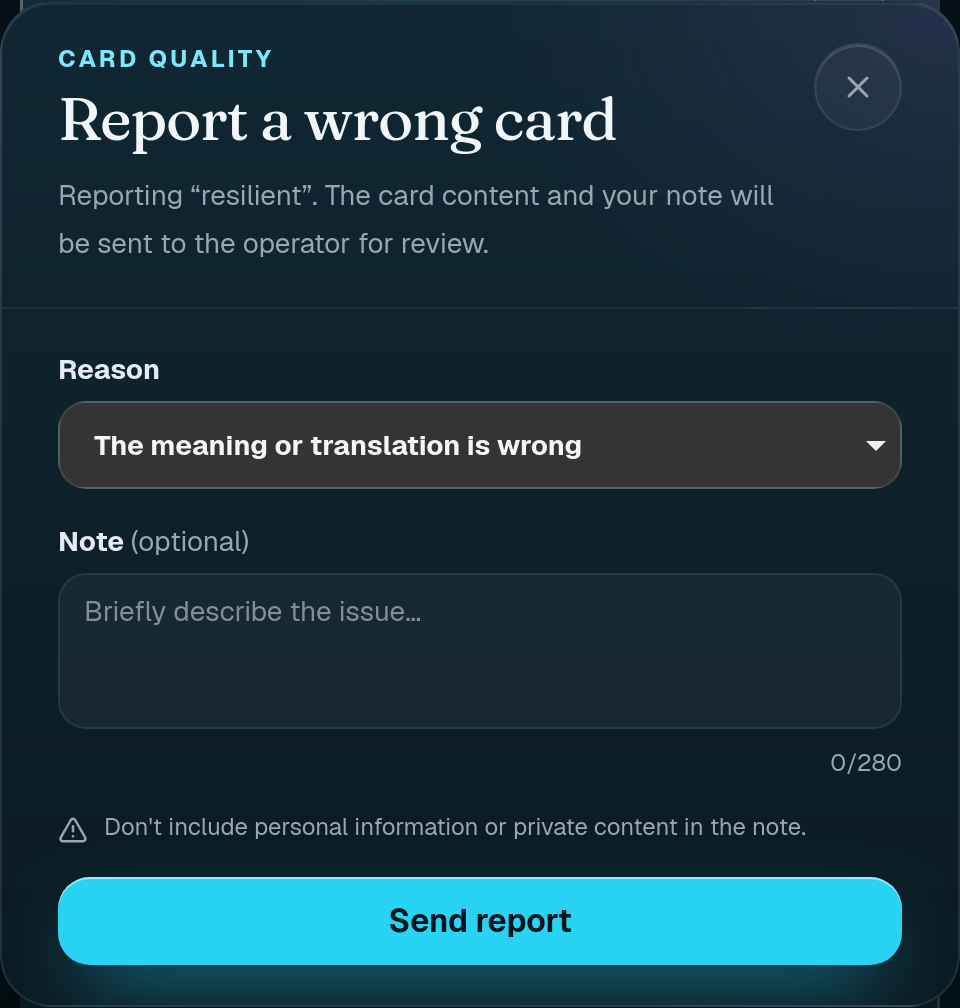 CARD QUALITY
Report a wrong card
Reporting “resilient”. The card content and your note will
be sent to the operator for review.
Reason
The meaning or translation is wrong
Note (optional)
Briefly describe the issue...
0/280
Don't include personal information or private content in the note.
Send report